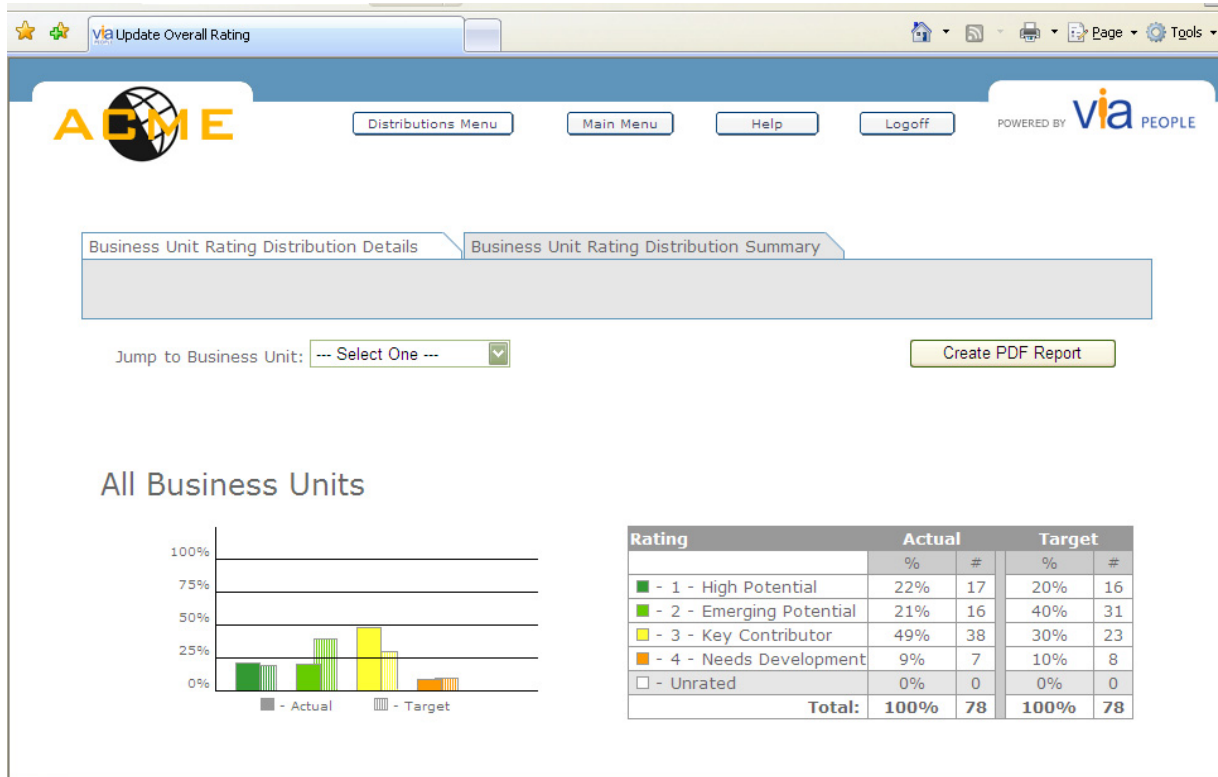 via PEOPLE Update Overall Rating Page Tools
ACME Distributions Menu Main Menu Help Logoff POWERED BY via PEOPLE
Business Unit Rating Distribution Details Business Unit Rating Distribution Summary
Jump to Business Unit: --- Select One --- Create PDF Report
All Business Units
100%
75%
50%
25%
0%
- Actual - Target
Rating Actual Target
% # % #
- 1 - High Potential 22% 17 20% 16
- 2 - Emerging Potential 21% 16 40% 31
- 3 - Key Contributor 49% 38 30% 23
- 4 - Needs Development 9% 7 10% 8
- Unrated 0% 0 0% 0
Total: 100% 78 100% 78